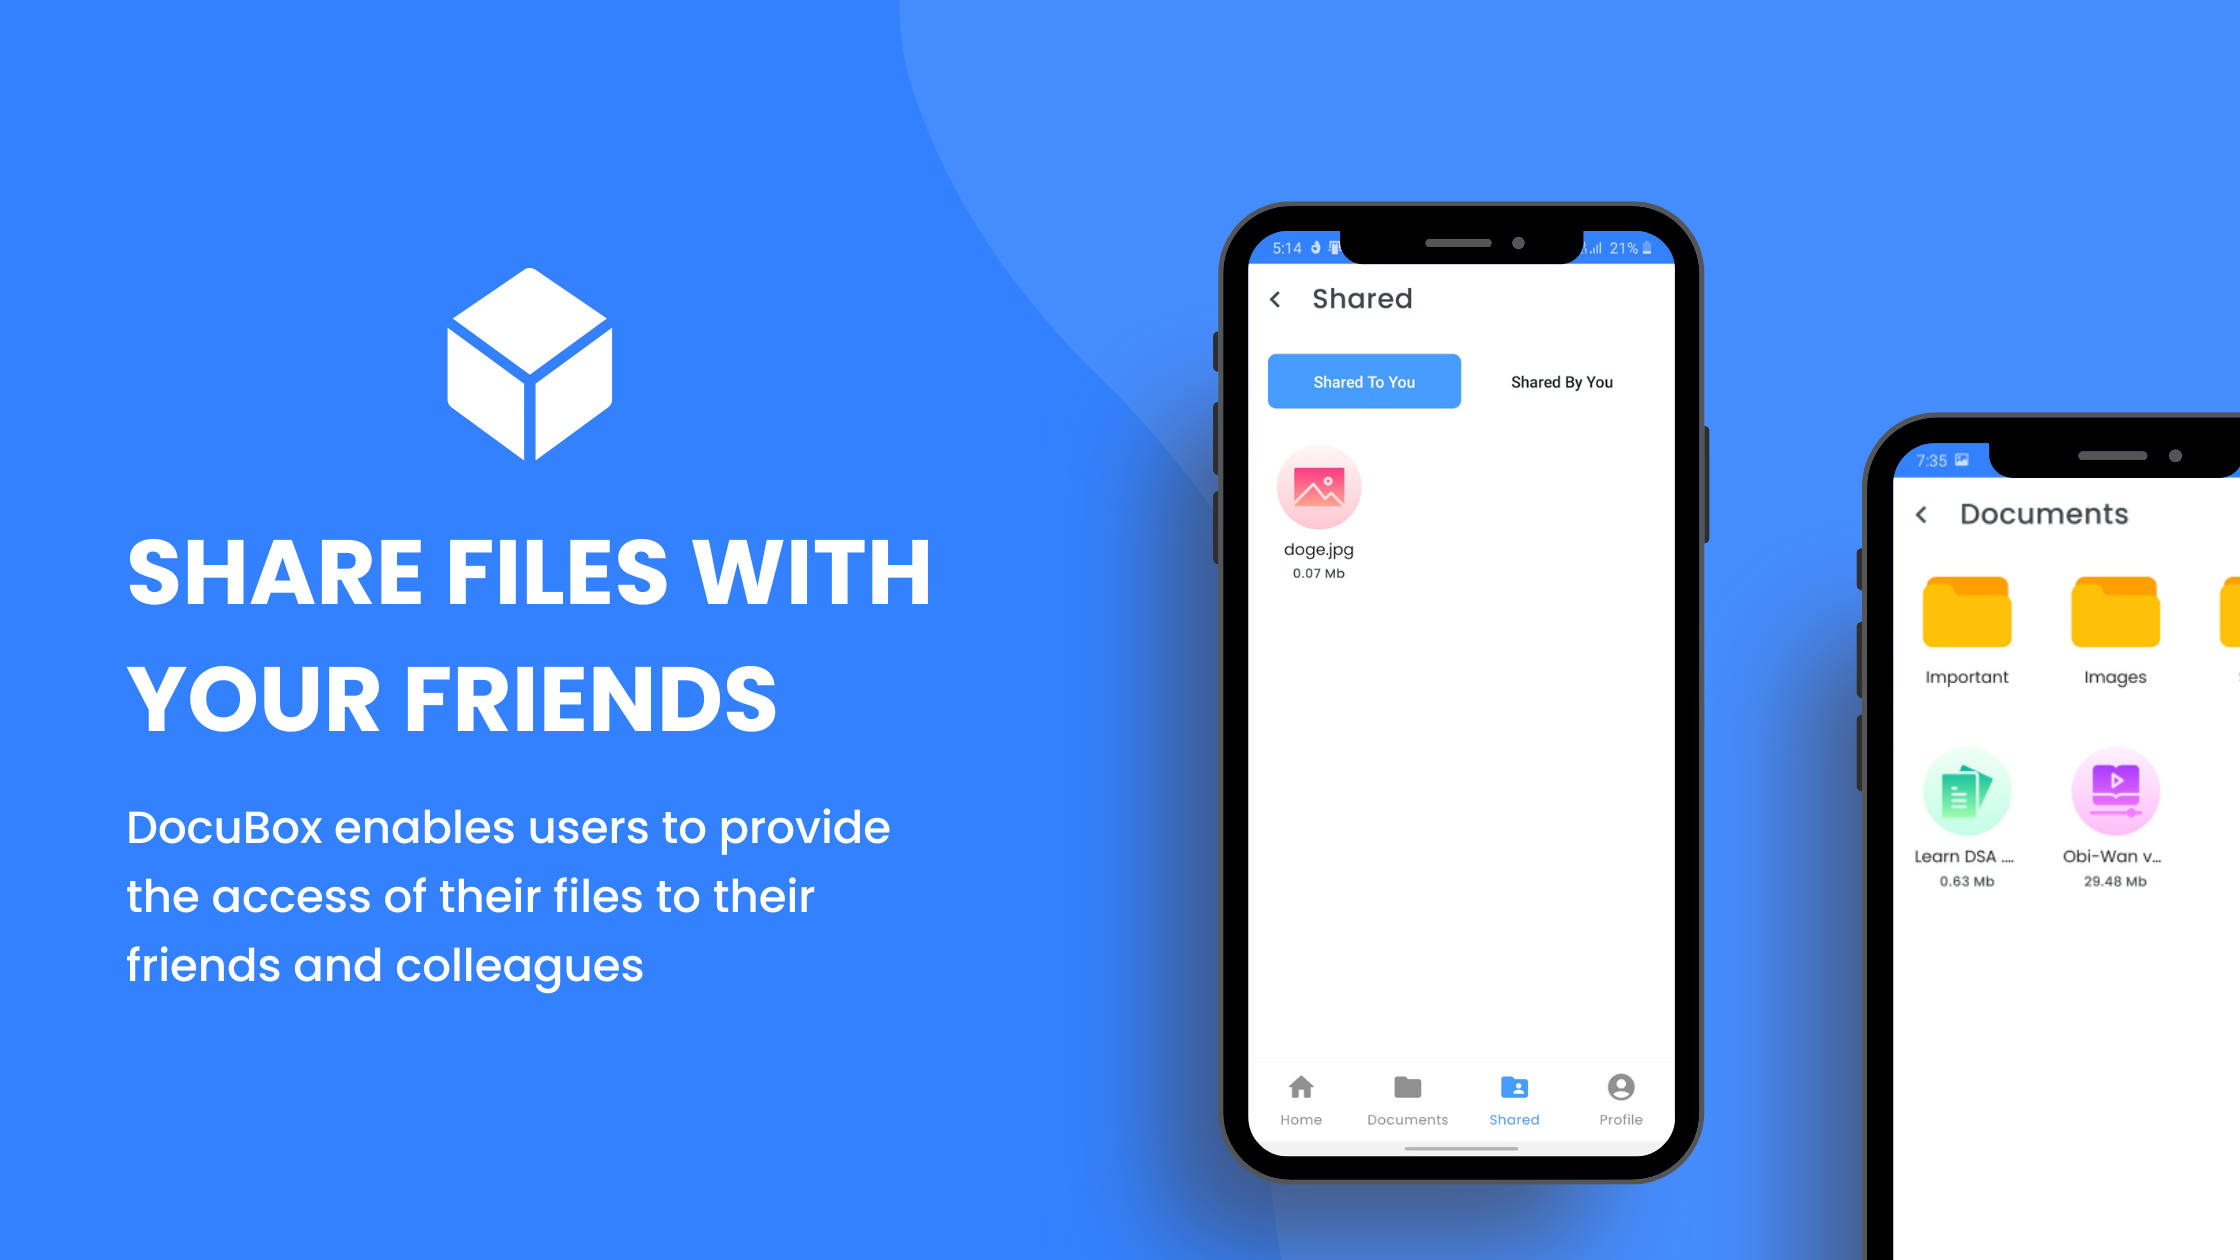 SHARE FILES WITH
YOUR FRIENDS
DocuBox enables users to provide
the access of their files to their
friends and colleagues
5:14
21%
Shared
Shared To You
Shared By You
doge.jpg
0.07 Mb
Home
Documents
Shared
Profile
7:35
Documents
Important
Images
Learn DSA ....
Obi-Wan v...
0.63 Mb
29.48 Mb